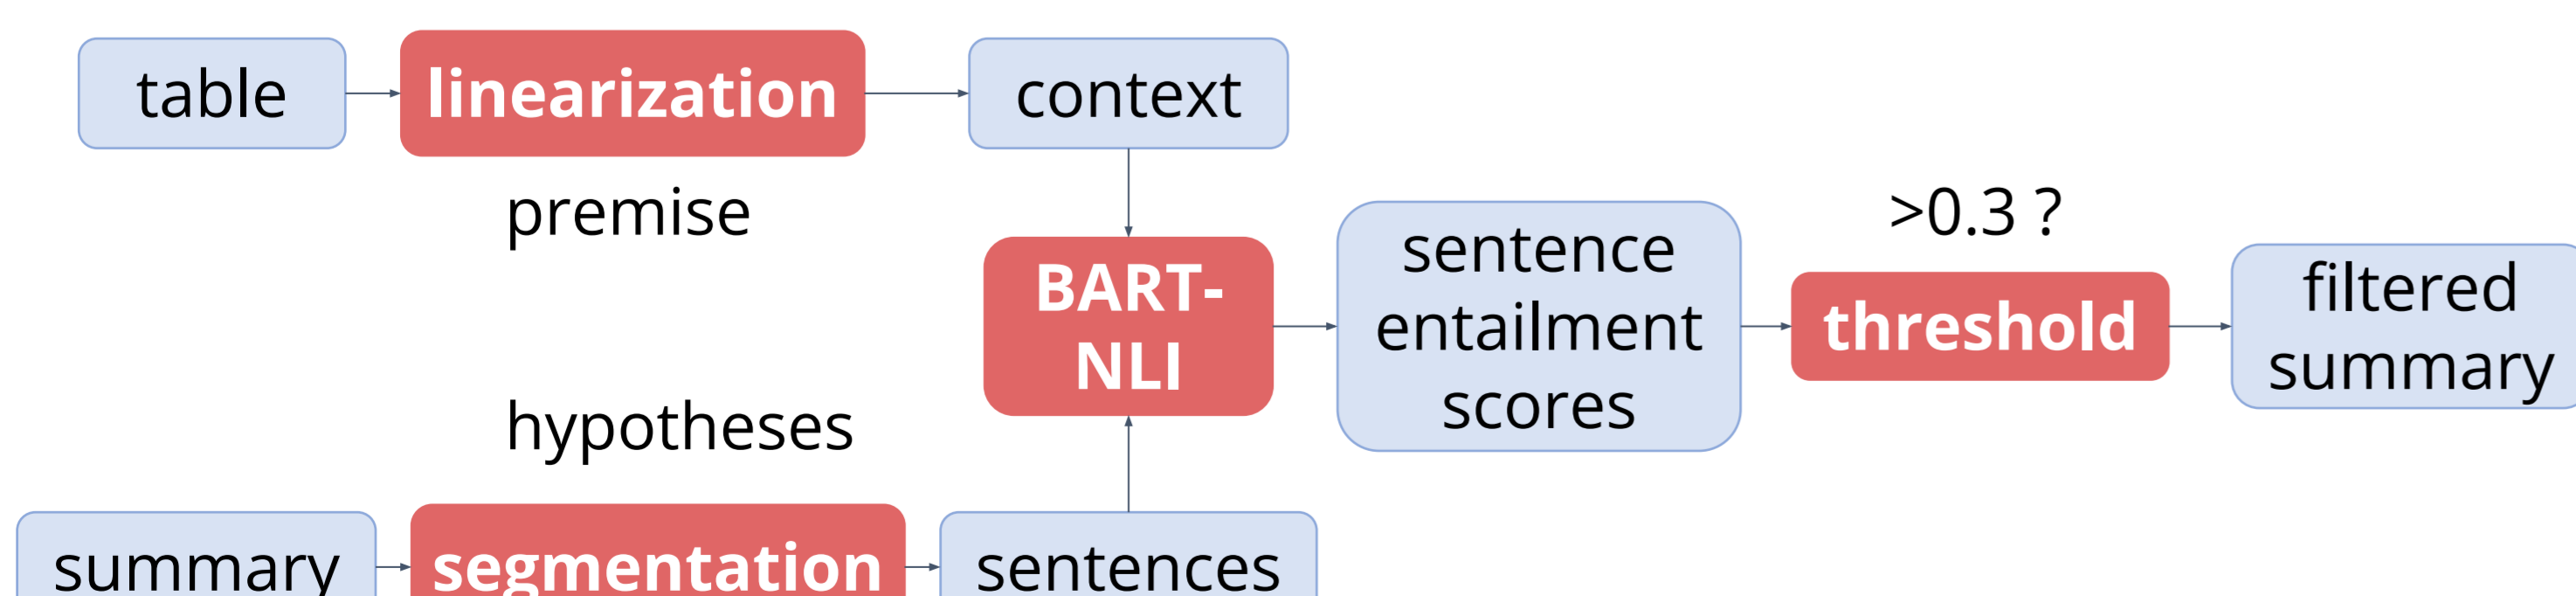 table
linearization
context
premise
>0.3 ?
BART-
NLI
sentence
entailment
scores
threshold
filtered
summary
hypotheses
summary
segmentation
sentences